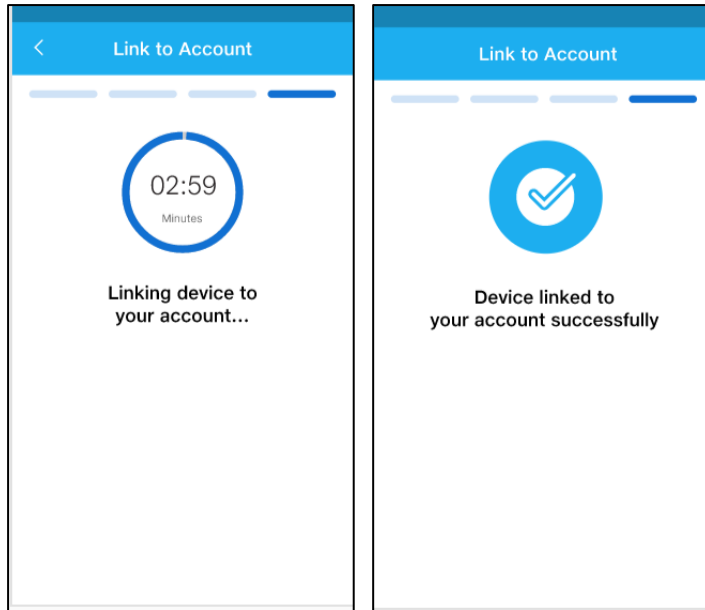 Link to Account
02:59
Minutes
Linking device to
your account...
Link to Account
Device linked to
your account successfully